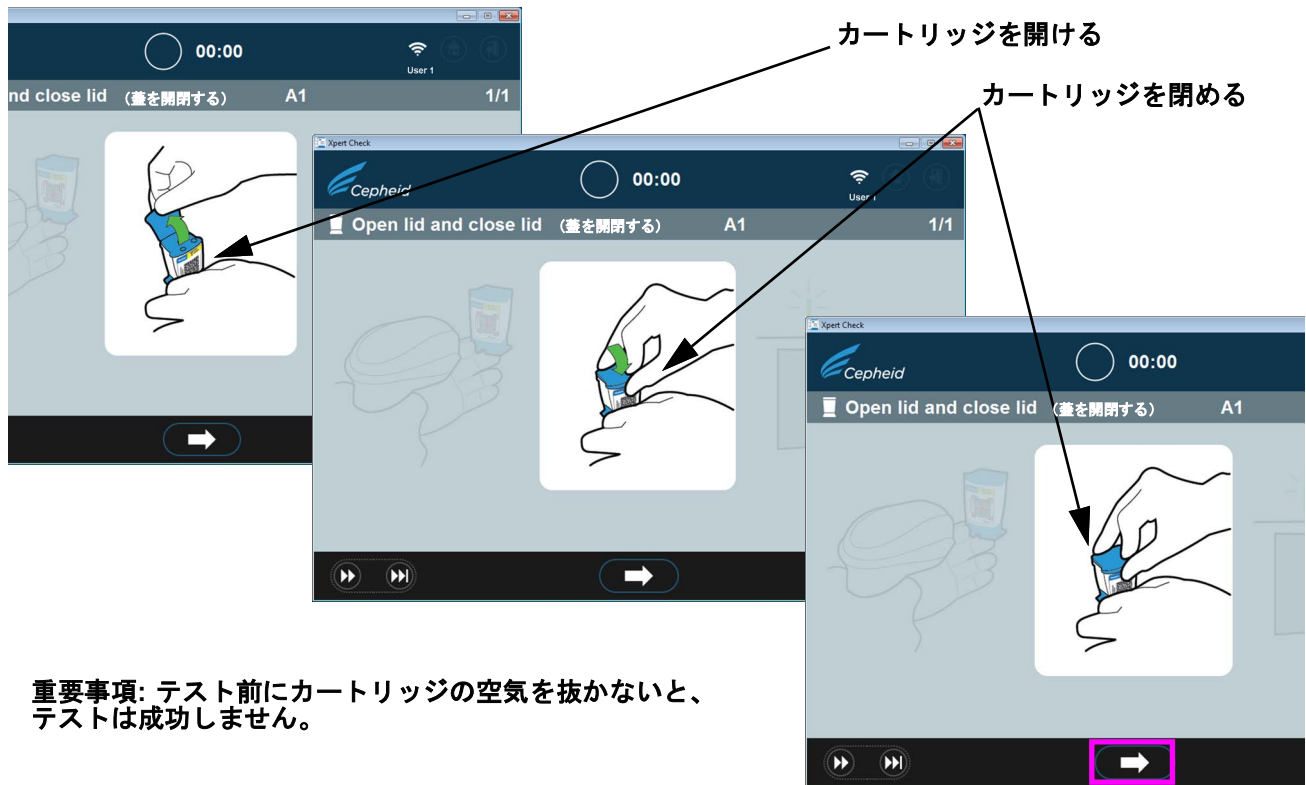 カートリッジを開ける
カートリッジを閉める
00:00
User 1
nd close lid （蓋を開閉する） A1 1/1
Xpert Check
Cepheid
00:00
User 1
Open lid and close lid （蓋を開閉する） A1 1/1
Xpert Check
Cepheid
00:00
Open lid and close lid （蓋を開閉する） A1
重要事項: テスト前にカートリッジの空気を抜かないと、
テストは成功しません。